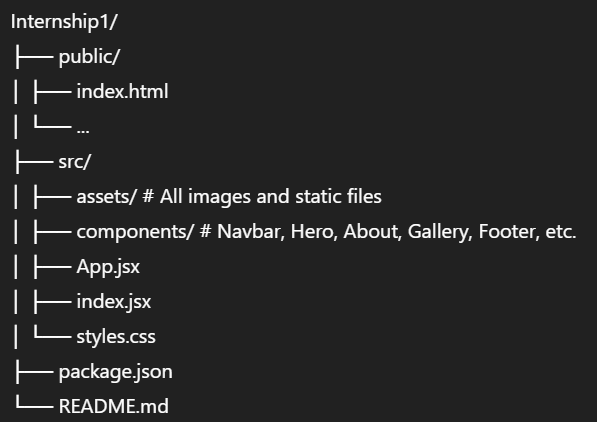 Internship1/
├── public/
│ ├── index.html
│ └── ...
├── src/
│ ├── assets/ # All images and static files
│ ├── components/ # Navbar, Hero, About, Gallery, Footer, etc.
│ ├── App.jsx
│ ├── index.jsx
│ └── styles.css
├── package.json
└── README.md